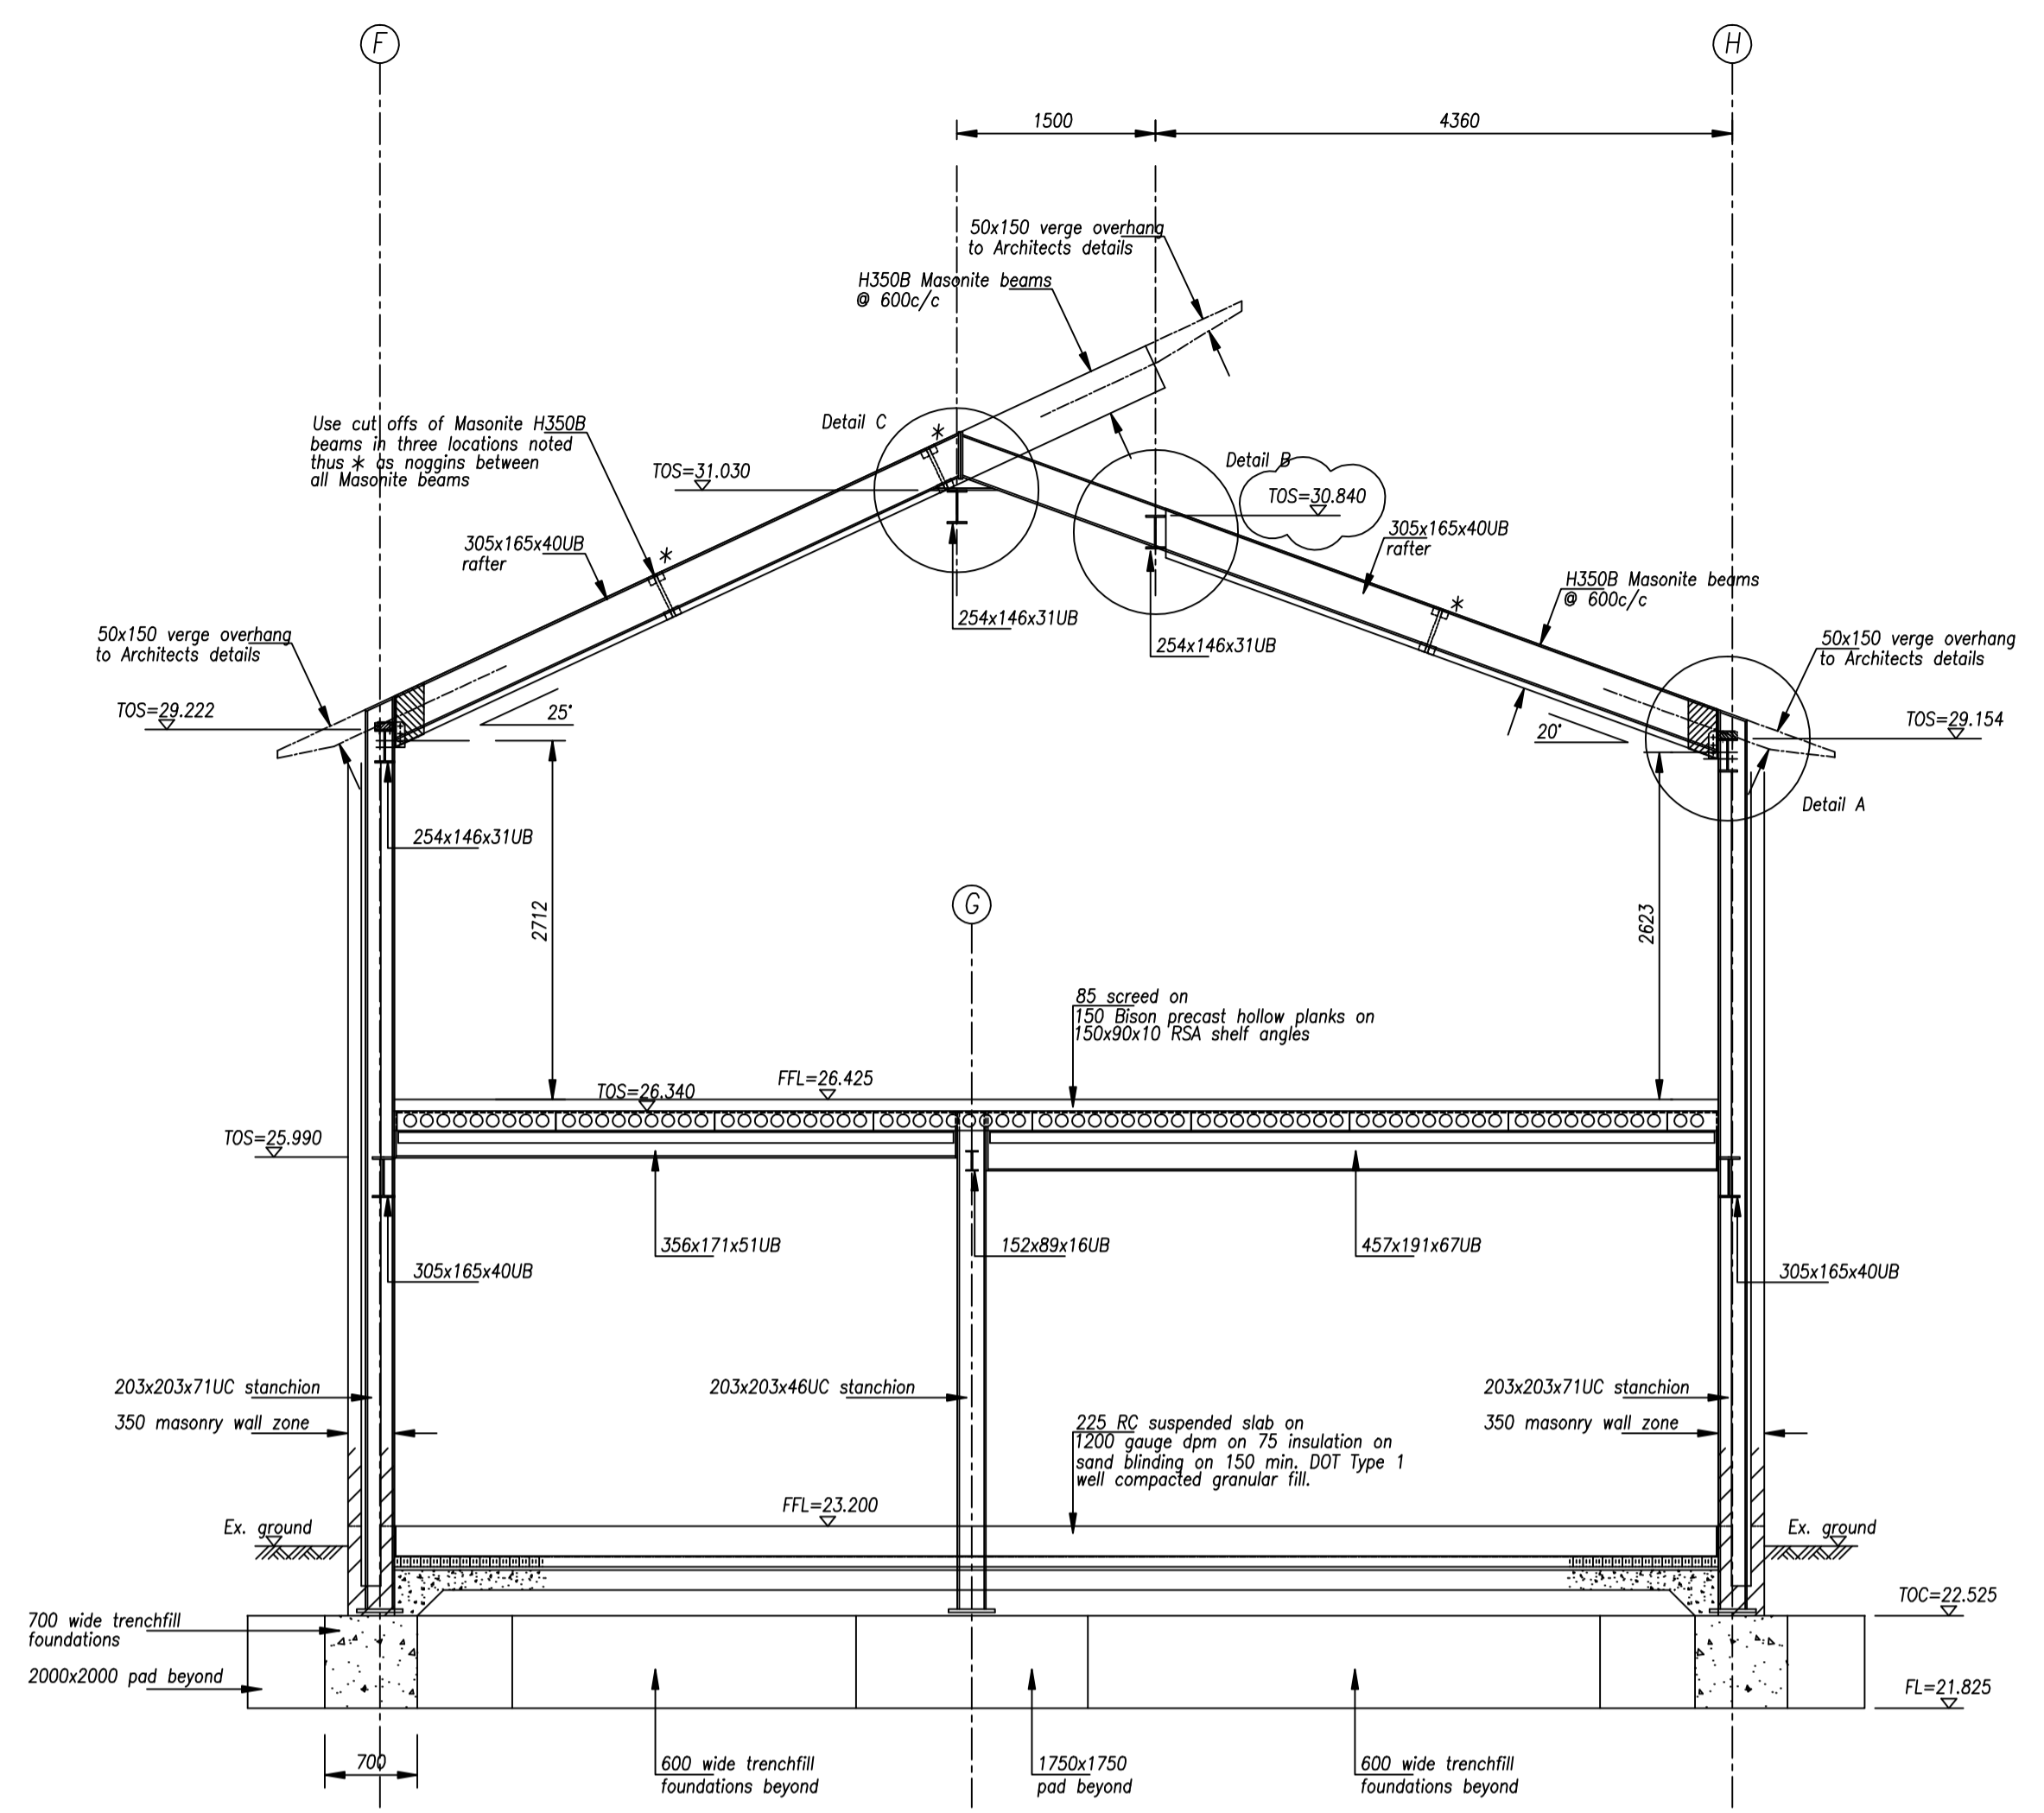 F
H
1500
4360
50x150 verge overhang
to Architects details
H350B Masonite beams
@ 600c/c
Use cut offs of Masonite H350B
beams in three locations noted
thus * as noggins between
all Masonite beams
Detail C
*
TOS=31.030
Detail B
TOS=30.840
305x165x40UB
rafter
*
305x165x40UB
rafter
H350B Masonite beams
@ 600c/c
*
254x146x31UB
254x146x31UB
50x150 verge overhang
to Architects details
50x150 verge overhang
to Architects details
TOS=29.222
25°
20°
TOS=29.154
Detail A
254x146x31UB
2712
G
2623
85 screed on
150 Bison precast hollow planks on
150x90x10 RSA shelf angles
TOS=26.340
FFL=26.425
TOS=25.990
356x171x51UB
152x89x16UB
457x191x67UB
305x165x40UB
305x165x40UB
203x203x71UC stanchion
203x203x46UC stanchion
203x203x71UC stanchion
350 masonry wall zone
350 masonry wall zone
225 RC suspended slab on
1200 gauge dpm on 75 insulation on
sand blinding on 150 min. DOT Type 1
well compacted granular fill.
FFL=23.200
Ex. ground
Ex. ground
TOC=22.525
700 wide trenchfill
foundations
2000x2000 pad beyond
FL=21.825
700
600 wide trenchfill
foundations beyond
1750x1750
pad beyond
600 wide trenchfill
foundations beyond